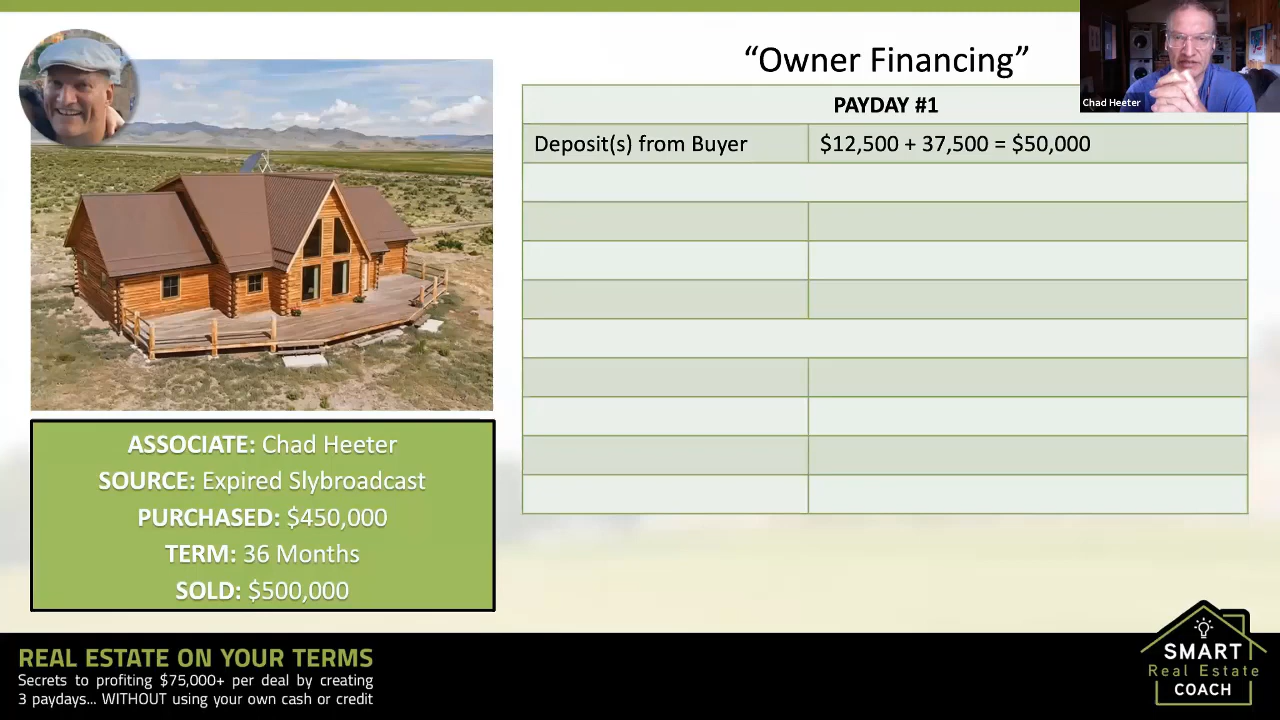 “Owner Financing”
Chad Heeter
PAYDAY #1
Deposit(s) from Buyer
$12,500 + 37,500 = $50,000
ASSOCIATE: Chad Heeter
SOURCE: Expired Slybroadcast
PURCHASED: $450,000
TERM: 36 Months
SOLD: $500,000
REAL ESTATE ON YOUR TERMS
Secrets to profiting $75,000+ per deal by creating
3 paydays... WITHOUT using your own cash or credit
SMART
Real Estate
COACH